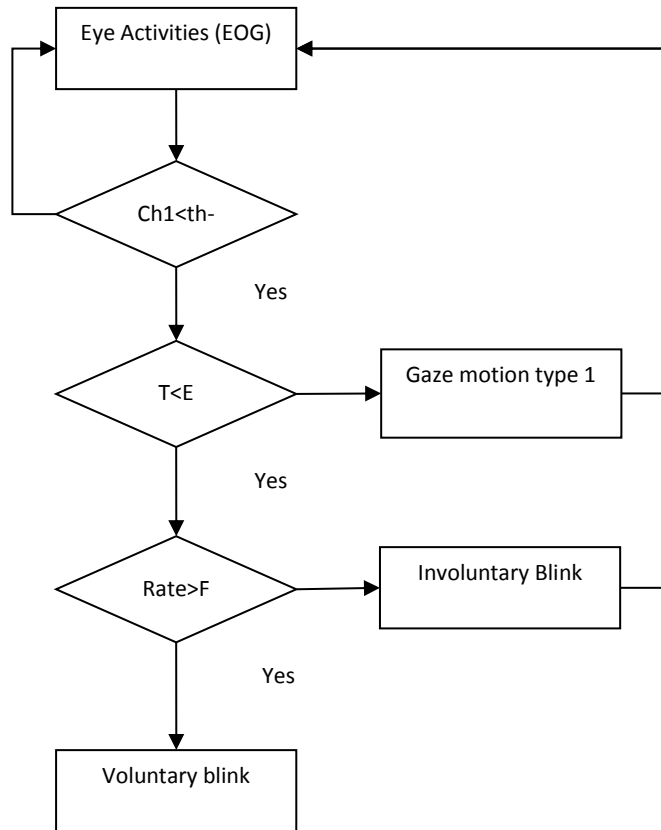 Eye Activities (EOG)
Ch1<th-
Yes
T<E
Gaze motion type 1
Yes
Rate>F
Involuntary Blink
Yes
Voluntary blink